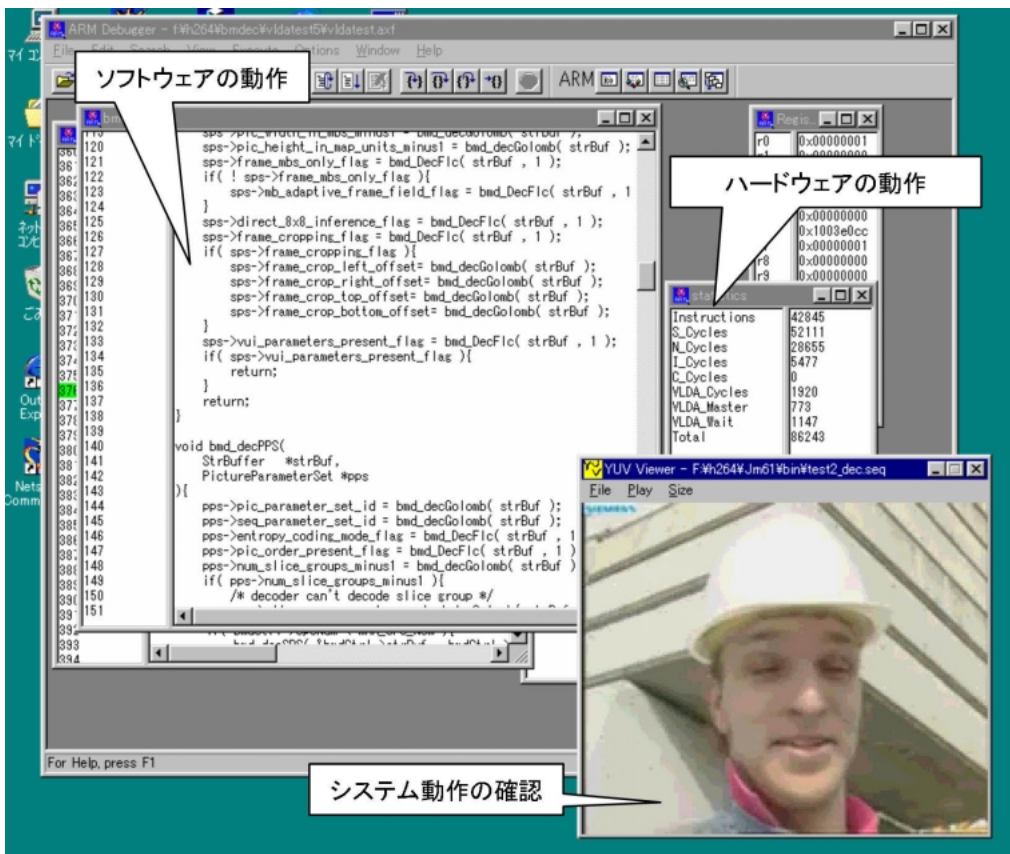 ARM Debugger - f:¥h264¥bmdec¥vldatest5¥vldatest.axf
File Edit Search View Execute Options Window Help
ARM
ソフトウェアの動作
ハードウェアの動作
システム動作の確認
120 sps->pic_height_in_map_units_minus1 = bmd_decGolomb( strBuf );
121 sps->frame_mbs_only_flag = bmd_DecFlc( strBuf , 1 );
122 if( ! sps->frame_mbs_only_flag ){
123 sps->mb_adaptive_frame_field_flag = bmd_DecFlc( strBuf , 1
124 }
125 sps->direct_8x8_inference_flag = bmd_DecFlc( strBuf , 1 );
126 sps->frame_cropping_flag = bmd_DecFlc( strBuf , 1 );
127 if( sps->frame_cropping_flag ){
128 sps->frame_crop_left_offset= bmd_decGolomb( strBuf );
129 sps->frame_crop_right_offset= bmd_decGolomb( strBuf );
130 sps->frame_crop_top_offset= bmd_decGolomb( strBuf );
131 sps->frame_crop_bottom_offset= bmd_decGolomb( strBuf );
132 }
133 sps->vui_parameters_present_flag = bmd_DecFlc( strBuf , 1 );
134 if( sps->vui_parameters_present_flag ){
135 return;
136 }
137 return;
138 }
139
140 void bmd_decPPS(
141 StrBuffer *strBuf,
142 PictureParameterSet *pps
143 ){
144 pps->pic_parameter_set_id = bmd_decGolomb( strBuf );
145 pps->seq_parameter_set_id = bmd_decGolomb( strBuf );
146 pps->entropy_coding_mode_flag = bmd_DecFlc( strBuf , 1
147 pps->pic_order_present_flag = bmd_DecFlc( strBuf , 1 )
148 pps->num_slice_groups_minus1 = bmd_decGolomb( strBuf )
149 if( pps->num_slice_groups_minus1 ){
150 /* decoder can't decode slice group */
151
393
394
Regis...
r0 0x00000001
0x00000000
0x1003e0cc
0x00000001
r8 0x00000000
r9 0x00000000
statistics
Instructions 42845
S_Cycles 52111
N_Cycles 28655
I_Cycles 5477
C_Cycles 0
VLDA_Cycles 1920
VLDA_Master 773
VLDA_Wait 1147
Total 86243
YUV Viewer - F:¥h264¥Jm61¥bin¥test2_dec.seq
File Play Size
SIEMENS
For Help, press F1